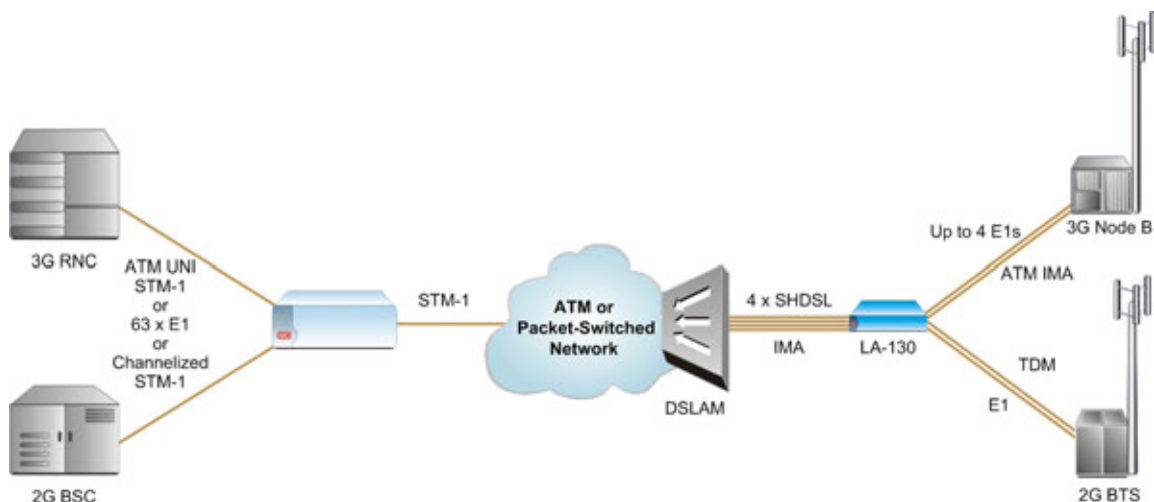 3G RNC
ATM UNI
STM-1
or
63 x E1
or
Channelized
STM-1
2G BSC
STM-1
ATM or
Packet-Switched
Network
DSLAM
4 x SHDSL
IMA
LA-130
Up to 4 E1s
ATM IMA
3G Node B
TDM
E1
2G BTS